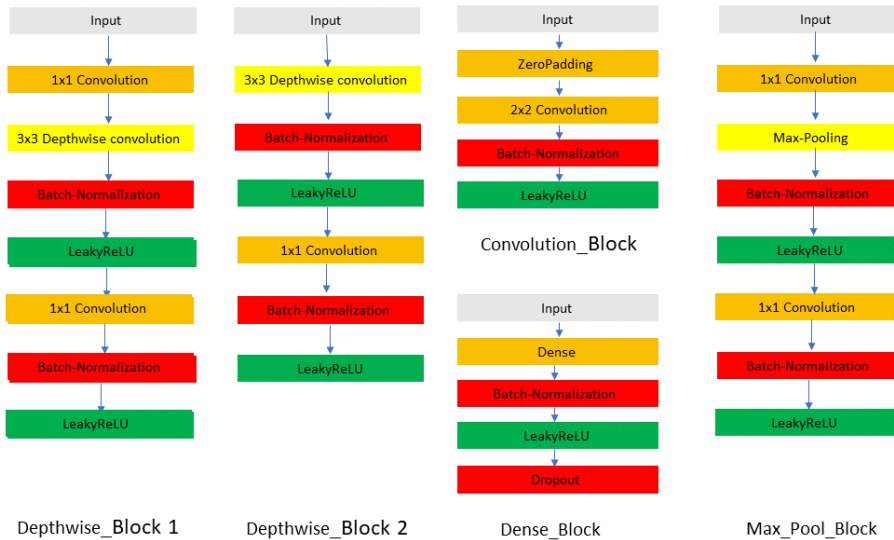 Input
1x1 Convolution
3x3 Depthwise convolution
Batch-Normalization
LeakyReLU
1x1 Convolution
Batch-Normalization
LeakyReLU
Depthwise_Block 1
Input
3x3 Depthwise convolution
Batch-Normalization
LeakyReLU
1x1 Convolution
Batch-Normalization
LeakyReLU
Depthwise_Block 2
Input
ZeroPadding
2x2 Convolution
Batch-Normalization
LeakyReLU
Convolution_Block
Input
Dense
Batch-Normalization
LeakyReLU
Dropout
Dense_Block
Input
1x1 Convolution
Max-Pooling
Batch-Normalization
LeakyReLU
1x1 Convolution
Batch-Normalization
LeakyReLU
Max_Pool_Block